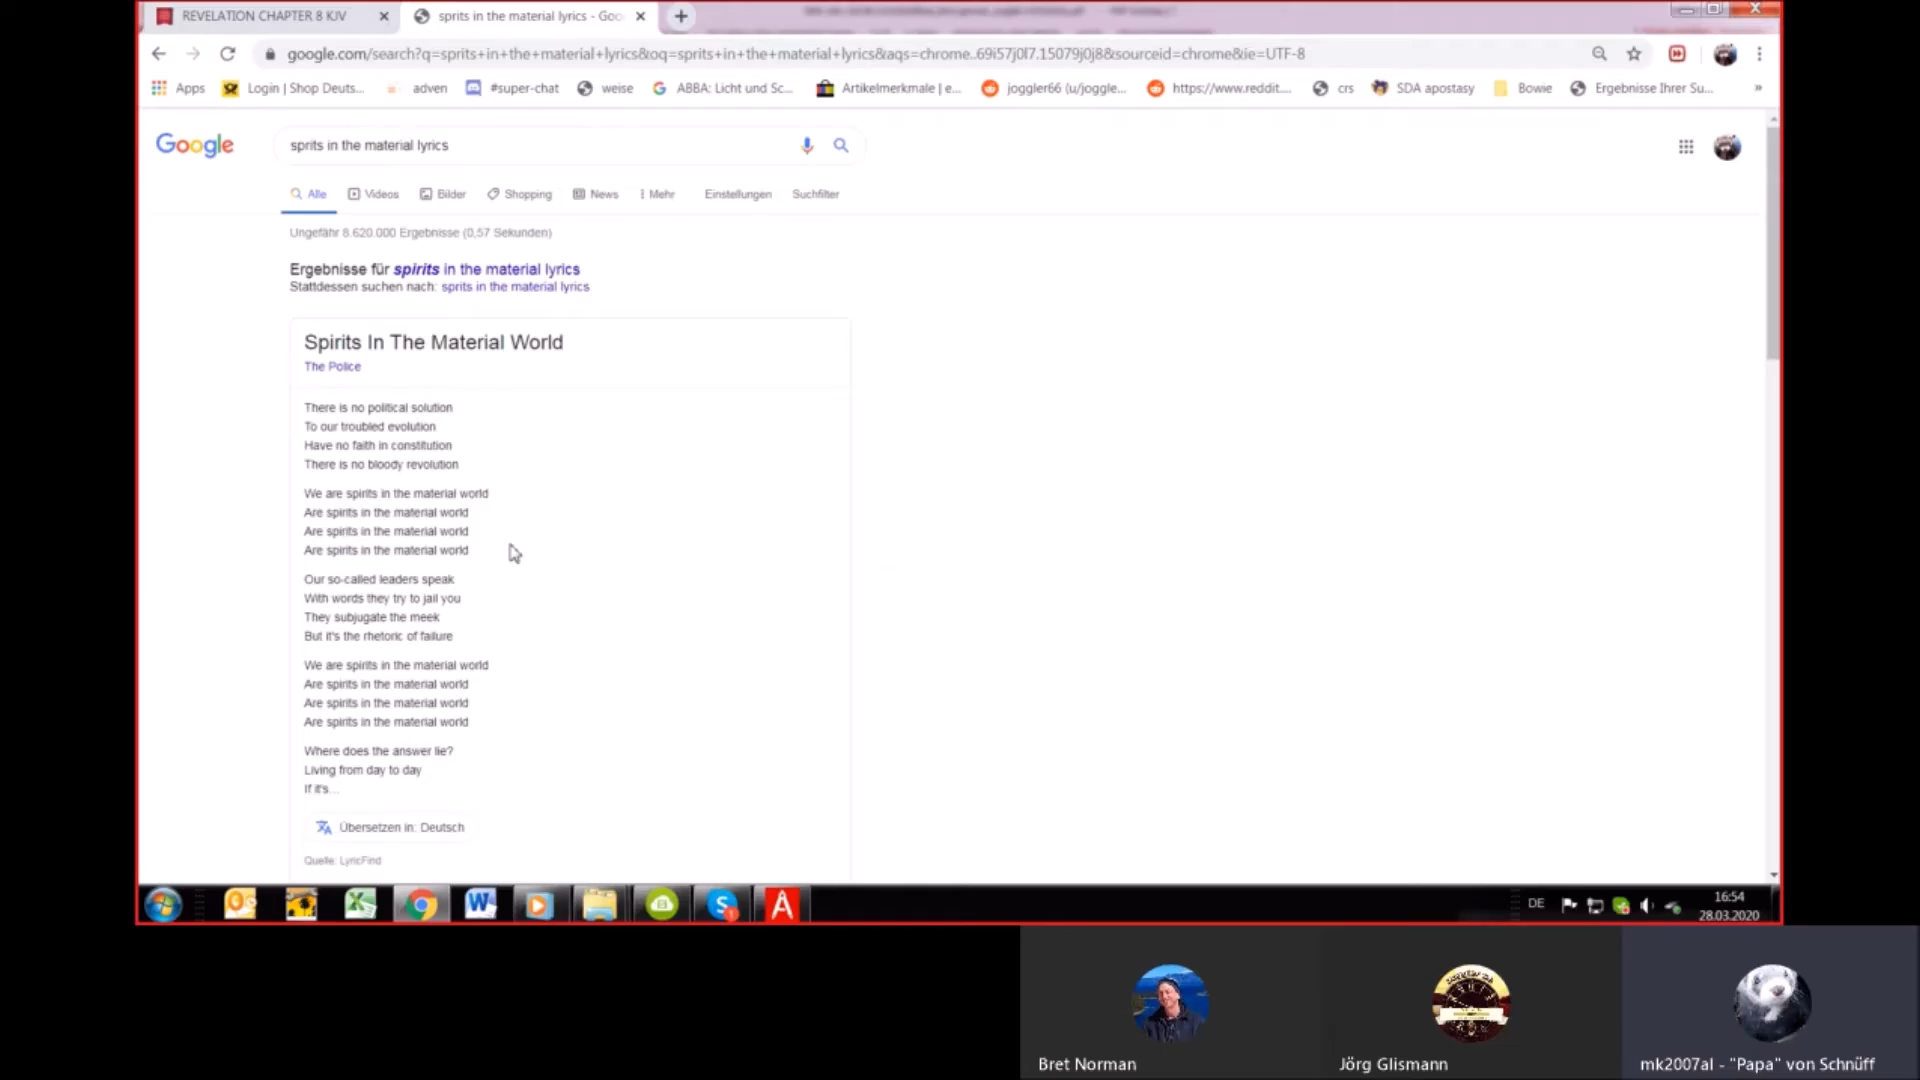 REVELATION CHAPTER 8 KJV
sprits in the material lyrics - Goo
google.com/search?q=sprits+in+the+material+lyrics&oq=sprits+in+the+material+lyrics&aqs=chrome..69i57j0l7.15079j0j8&sourceid=chrome&ie=UTF-8
Apps Login | Shop Deuts... adven #super-chat weise ABBA: Licht und Sc... Artikelmerkmale | e... joggler66 (u/joggle... https://www.reddit.... crs SDA apostasy Bowie Ergebnisse Ihrer Su... »
Google sprits in the material lyrics
Alle Videos Bilder Shopping News Mehr Einstellungen Suchfilter
Ungefähr 8.620.000 Ergebnisse (0,57 Sekunden)
Ergebnisse für spirits in the material lyrics
Stattdessen suchen nach: sprits in the material lyrics
Spirits In The Material World
The Police
There is no political solution
To our troubled evolution
Have no faith in constitution
There is no bloody revolution
We are spirits in the material world
Are spirits in the material world
Are spirits in the material world
Are spirits in the material world
Our so-called leaders speak
With words they try to jail you
They subjugate the meek
But it's the rhetoric of failure
We are spirits in the material world
Are spirits in the material world
Are spirits in the material world
Are spirits in the material world
Where does the answer lie?
Living from day to day
If it's...
Übersetzen in: Deutsch
Quelle: LyricFind
DE
16:54
28.03.2020
Bret Norman
Jörg Glismann
mk2007al - "Papa" von Schnüff